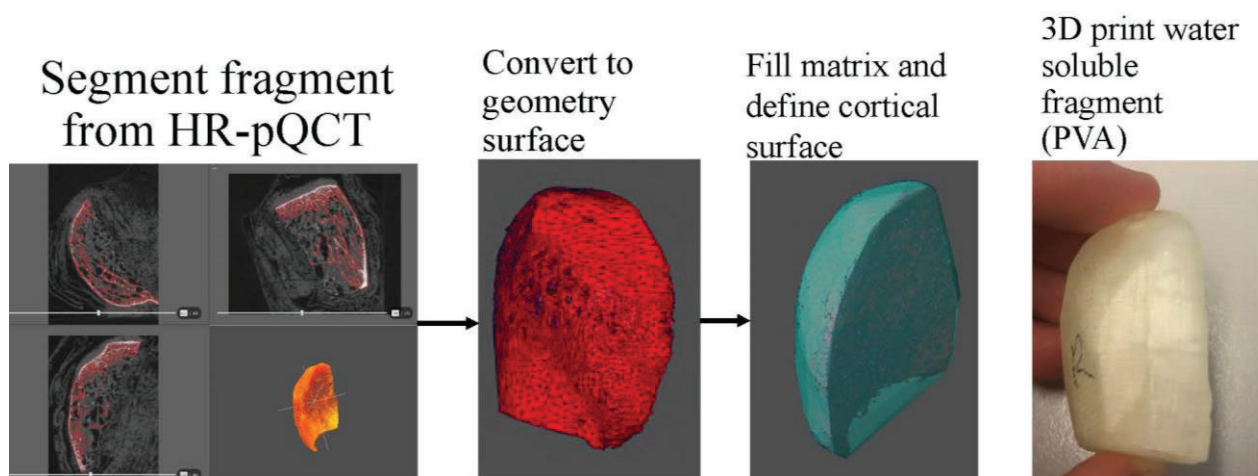 Segment fragment
from HR-pQCT
Convert to
geometry
surface
Fill matrix and
define cortical
surface
3D print water
soluble
fragment
(PVA)